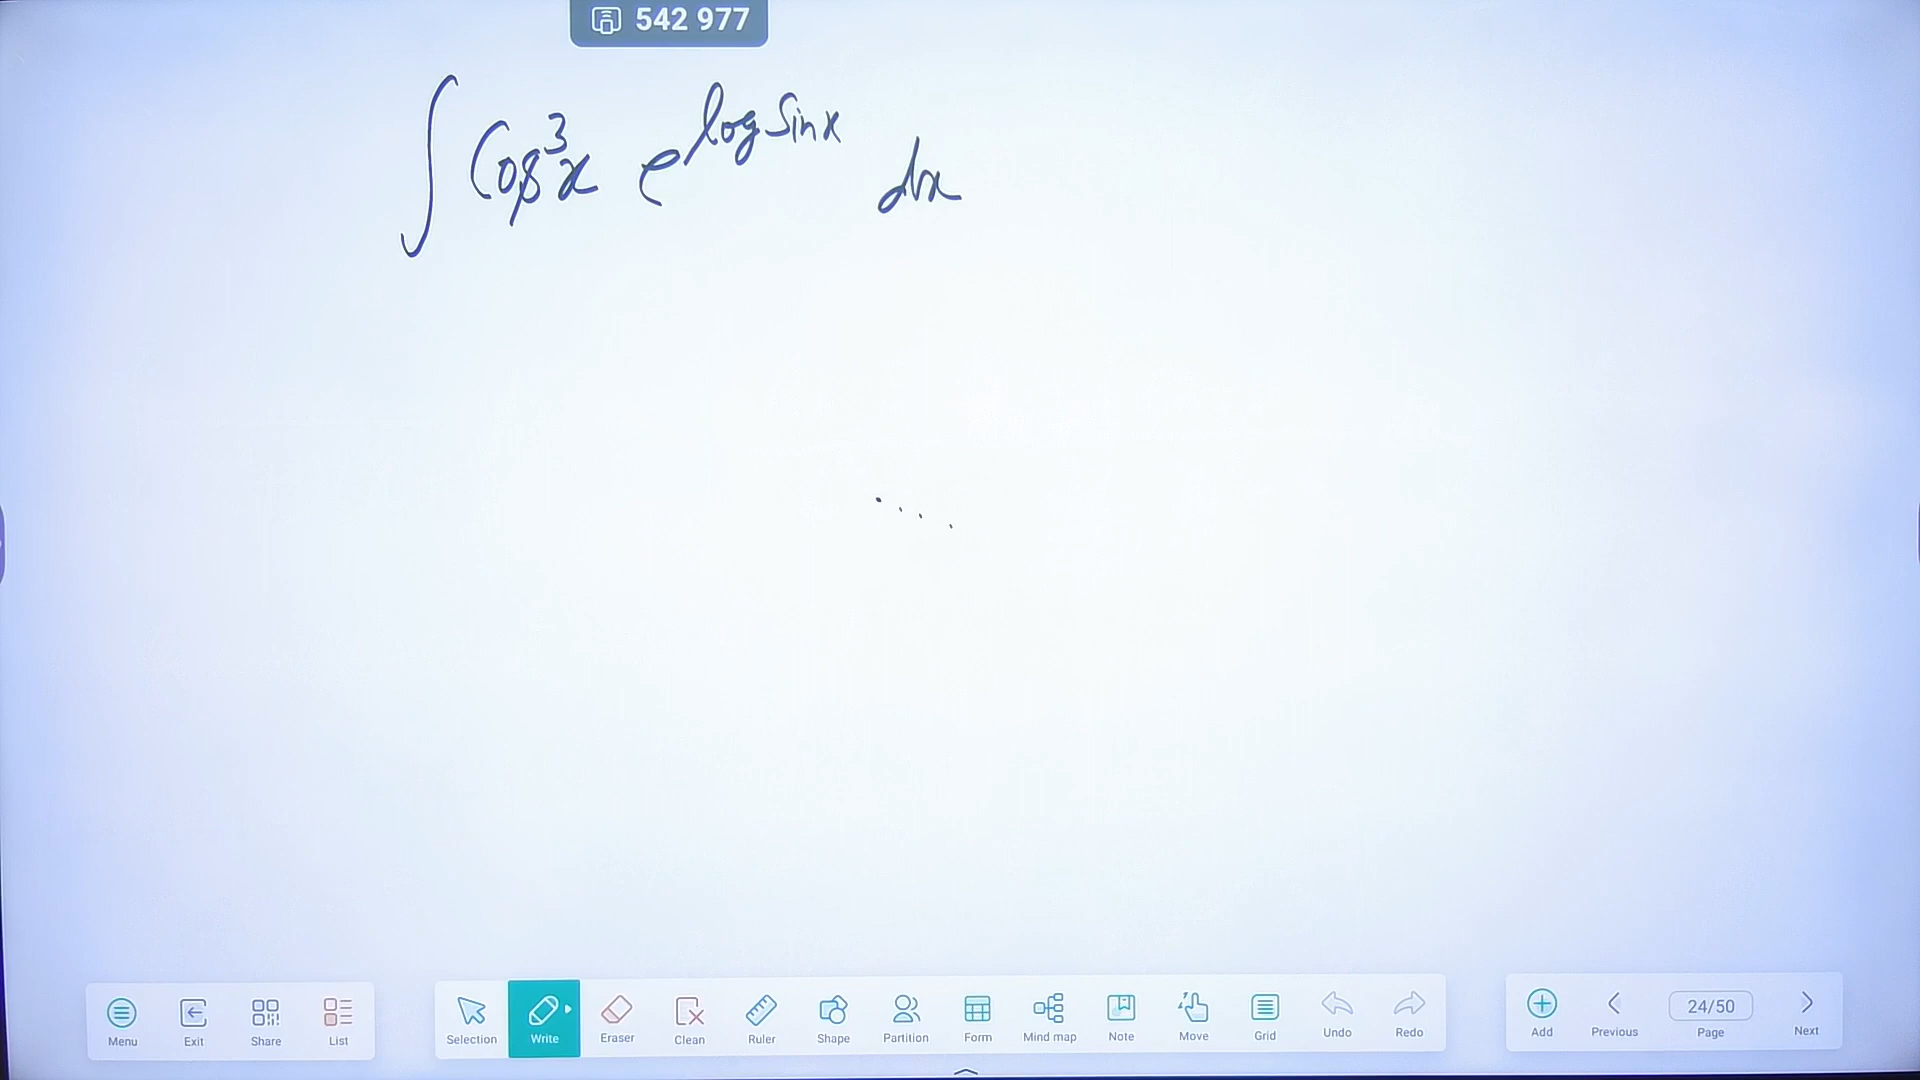 542 977
∫ Cos³x e^{log Sinx} dx
Menu Exit Share List Selection Write Eraser Clean Ruler Shape Partition Form Mind map Note Move Grid Undo Redo Add Previous 24/50 Page Next